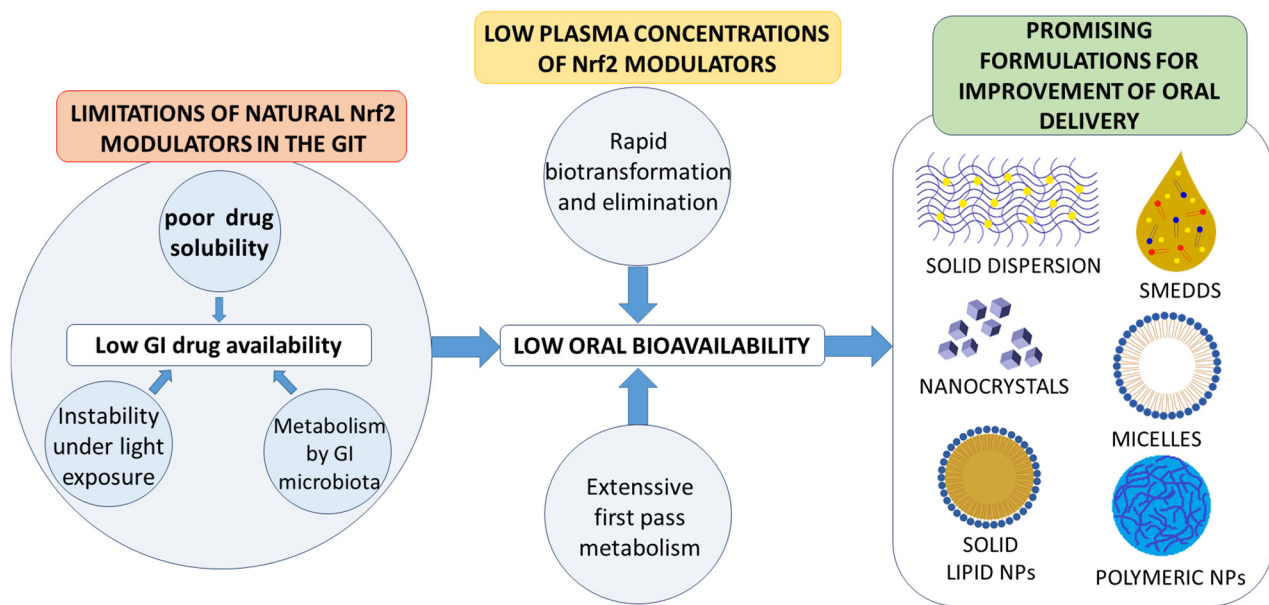 LIMITATIONS OF NATURAL Nrf2
MODULATORS IN THE GIT
poor drug
solubility
Low GI drug availability
Instability
under light
exposure
Metabolism
by GI
microbiota
LOW PLASMA CONCENTRATIONS
OF Nrf2 MODULATORS
Rapid
biotransformation
and elimination
LOW ORAL BIOAVAILABILITY
Extenssive
first pass
metabolism
PROMISING
FORMULATIONS FOR
IMPROVEMENT OF ORAL
DELIVERY
SOLID DISPERSION
SMEDDS
NANOCRYSTALS
MICELLES
SOLID
LIPID NPs
POLYMERIC NPs